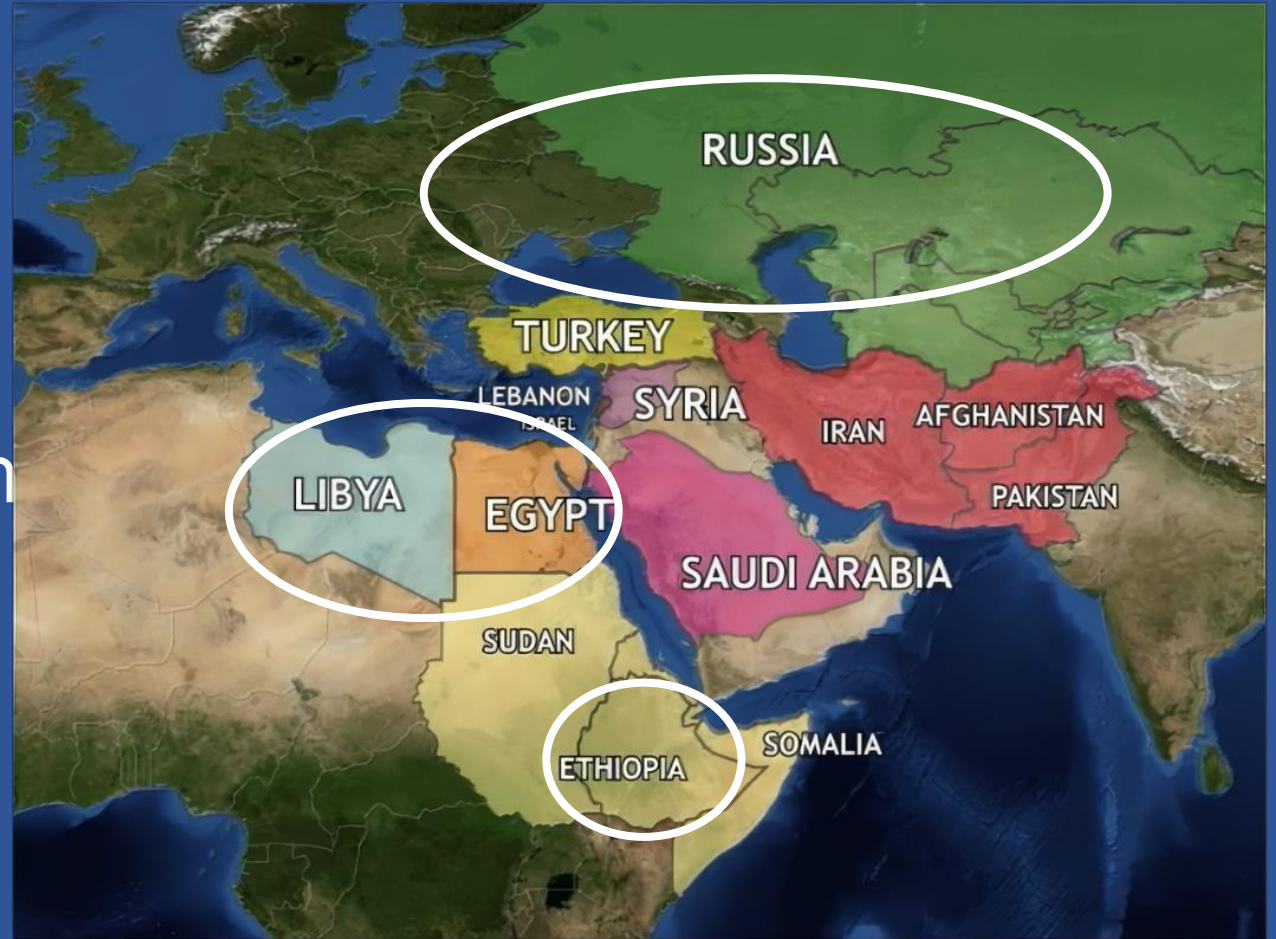 RUSSIA
TURKEY
LEBANON
SYRIA
ISRAEL
IRAN
AFGHANISTAN
n
LIBYA
EGYPT
PAKISTAN
SAUDI ARABIA
SUDAN
ETHIOPIA
SOMALIA